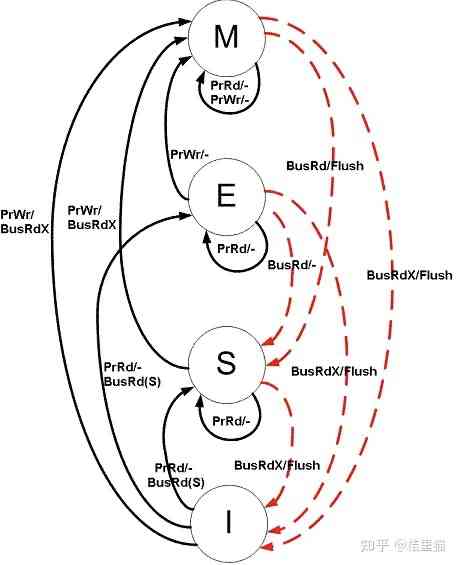 M
PrRd/-
PrWr/-
PrWr/-
BusRd/Flush
E
PrWr/
BusRdX
PrWr/
BusRdX
PrRd/-
BusRd/-
BusRdX/Flush
S
PrRd/-
BusRd(S)
BusRdX/Flush
PrRd/-
PrRd/-
BusRd(S)
BusRdX/Flush
I
知乎 @桔里猫